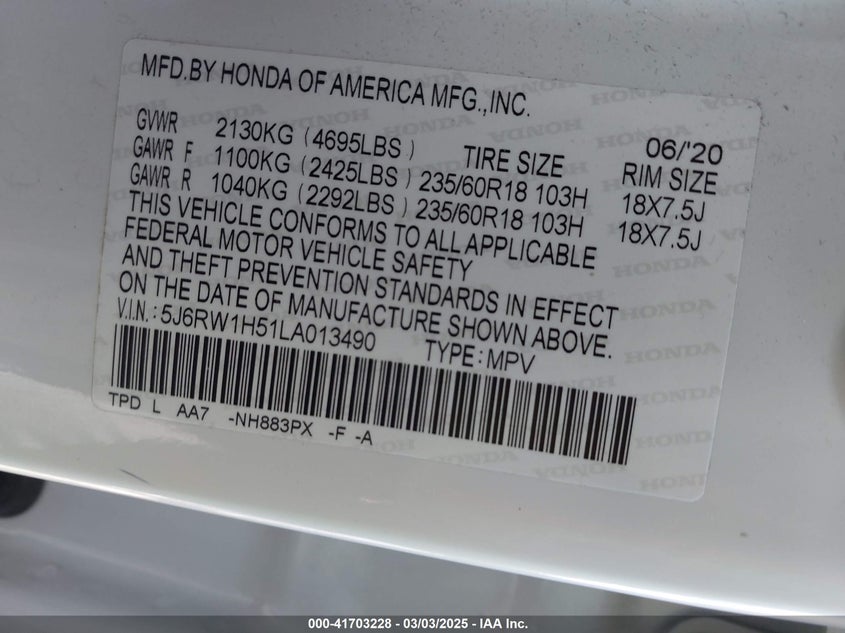 MFD.BY HONDA OF AMERICA MFG.,INC.
06/'20
GVWR 2130KG (4695LBS) TIRE SIZE RIM SIZE
GAWR F 1100KG (2425LBS) 235/60R18 103H 18X7.5J
GAWR R 1040KG (2292LBS) 235/60R18 103H 18X7.5J
THIS VEHICLE CONFORMS TO ALL APPLICABLE
FEDERAL MOTOR VEHICLE SAFETY
AND THEFT PREVENTION STANDARDS IN EFFECT
ON THE DATE OF MANUFACTURE SHOWN ABOVE.
V.I.N.: 5J6RW1H51LA013490 TYPE: MPV
TPD L AA7 -NH883PX -F -A
000-41703228 - 03/03/2025 - IAA Inc.